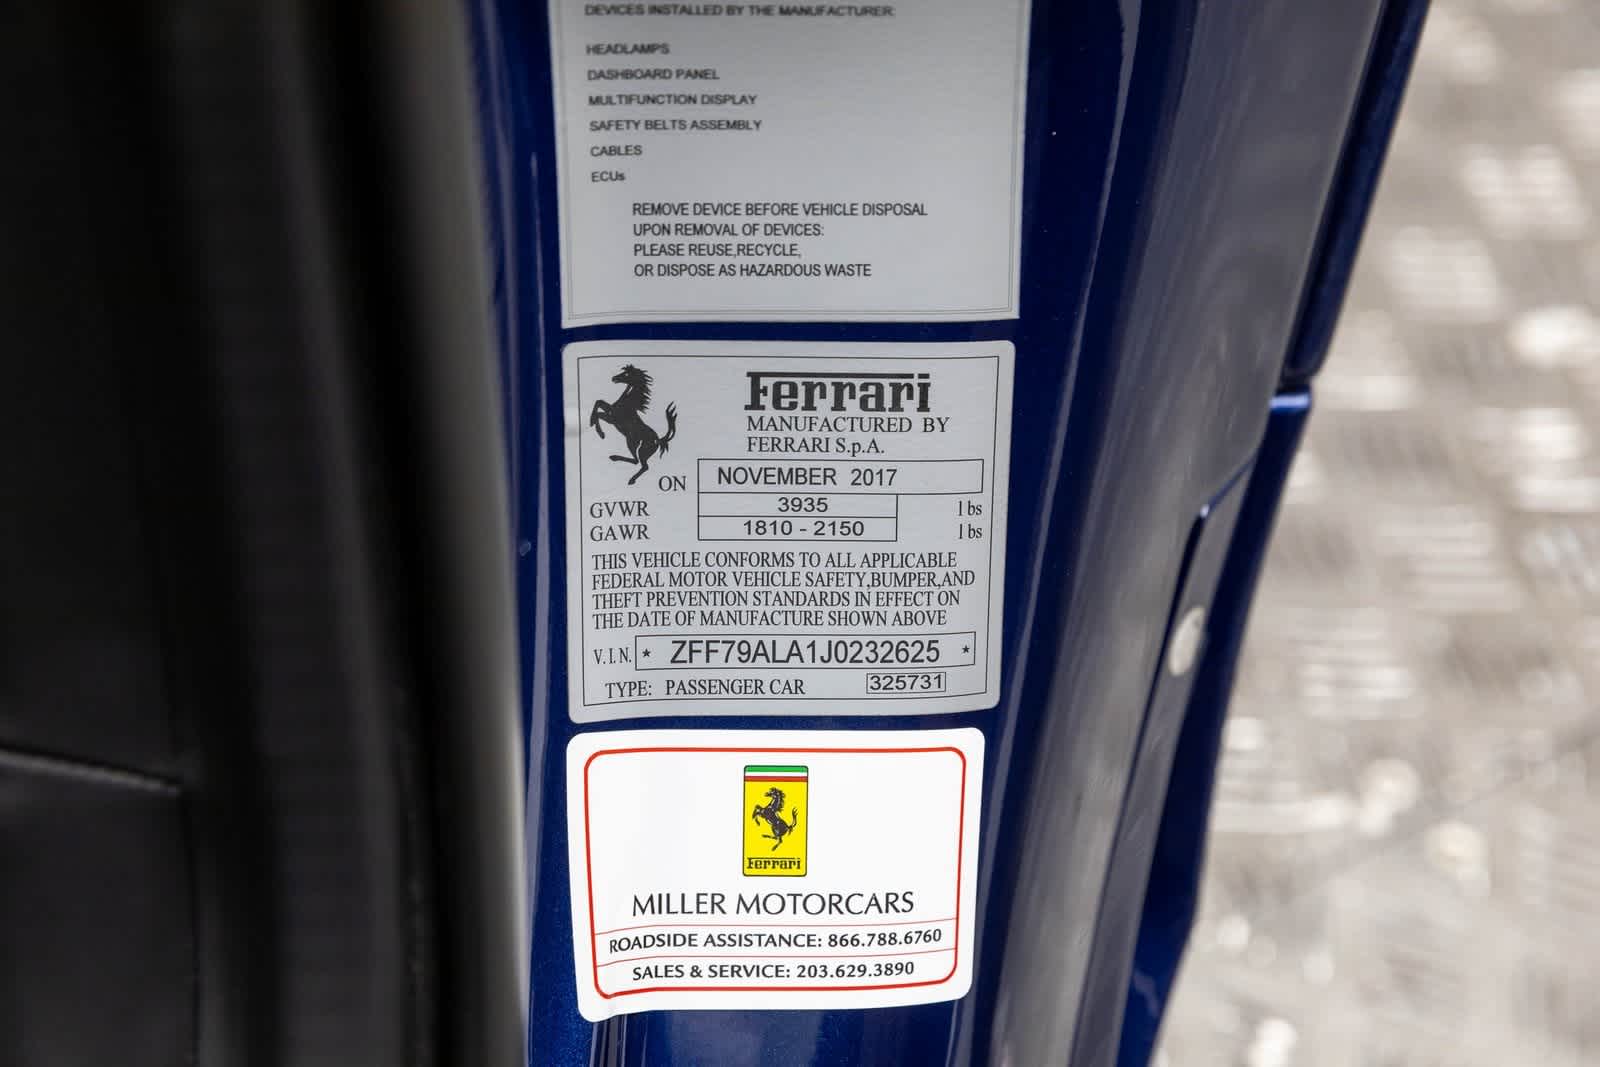 DEVICES INSTALLED BY THE MANUFACTURER:
HEADLAMPS
DASHBOARD PANEL
MULTIFUNCTION DISPLAY
SAFETY BELTS ASSEMBLY
CABLES
ECUs
REMOVE DEVICE BEFORE VEHICLE DISPOSAL
UPON REMOVAL OF DEVICES:
PLEASE REUSE,RECYCLE,
OR DISPOSE AS HAZARDOUS WASTE
Ferrari
MANUFACTURED BY
FERRARI S.p.A.
ON NOVEMBER 2017
GVWR 3935 lbs
GAWR 1810 - 2150 lbs
THIS VEHICLE CONFORMS TO ALL APPLICABLE
FEDERAL MOTOR VEHICLE SAFETY,BUMPER,AND
THEFT PREVENTION STANDARDS IN EFFECT ON
THE DATE OF MANUFACTURE SHOWN ABOVE
V.I.N. * ZFF79ALA1J0232625 *
TYPE: PASSENGER CAR 325731
Ferrari
MILLER MOTORCARS
ROADSIDE ASSISTANCE: 866.788.6760
SALES & SERVICE: 203.629.3890